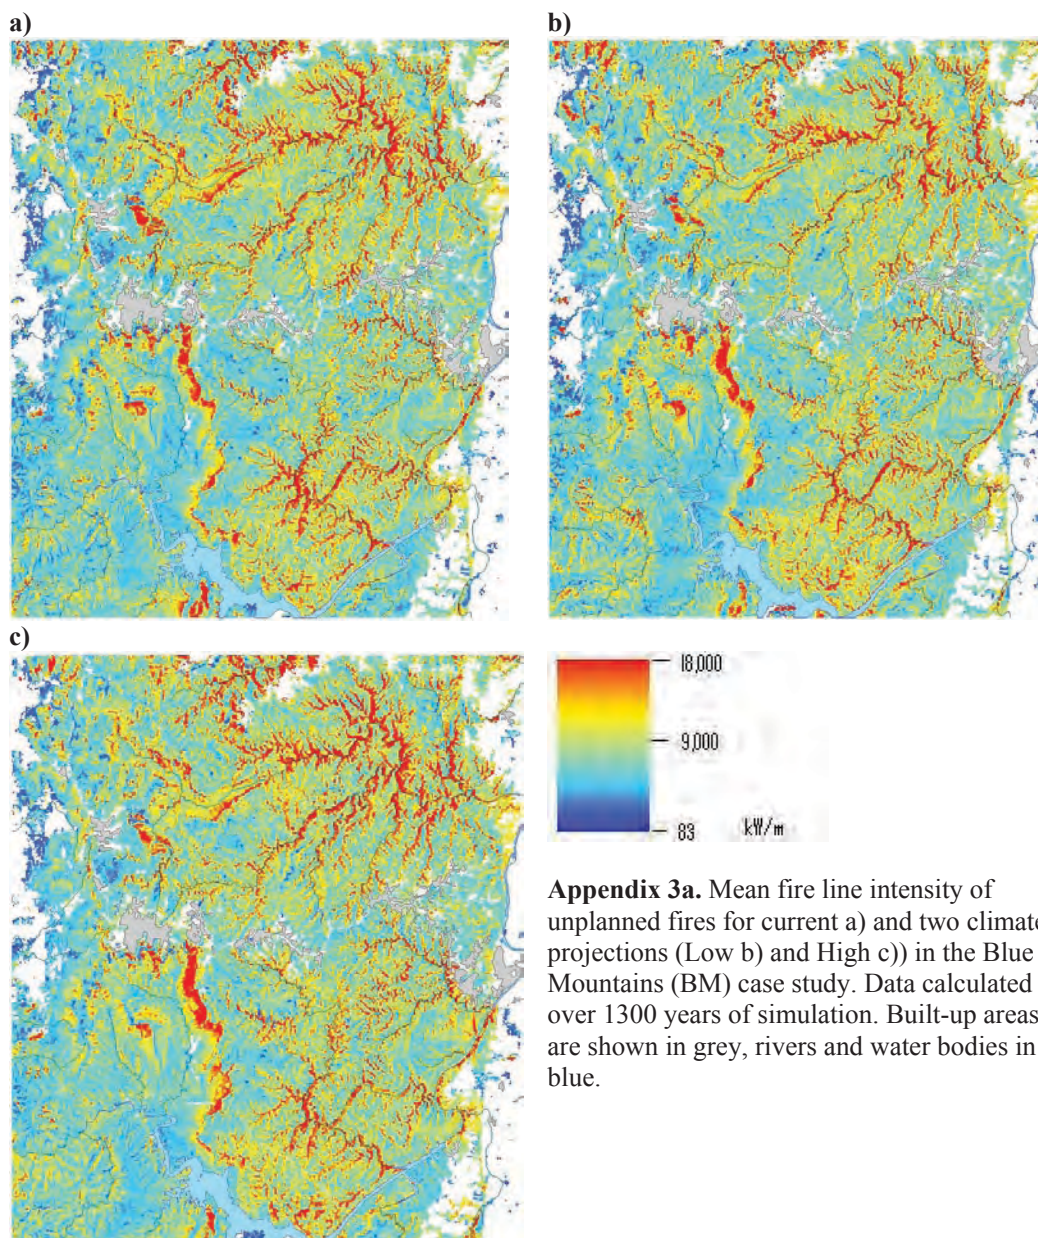 a)
b)
c)
18,000
9,000
83 kW/m
Appendix 3a. Mean fire line intensity of
unplanned fires for current a) and two climate
projections (Low b) and High c)) in the Blue
Mountains (BM) case study. Data calculated
over 1300 years of simulation. Built-up areas
are shown in grey, rivers and water bodies in
blue.